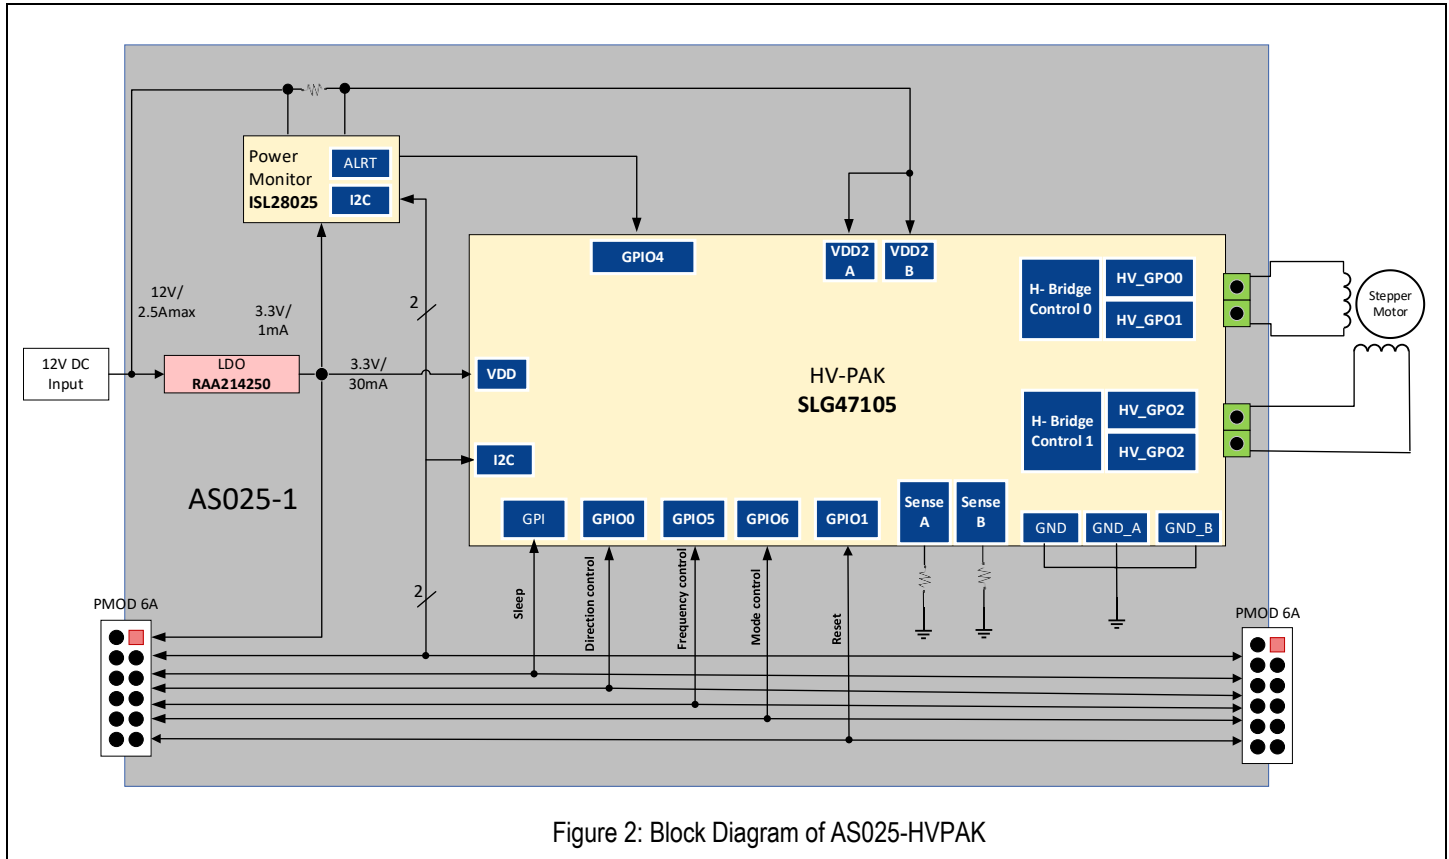 Power
Monitor
ISL28025
ALRT
I2C
GPIO4
VDD2
A
VDD2
B
H- Bridge
Control 0
HV_GPO0
HV_GPO1
Stepper
Motor
12V/
2.5Amax
3.3V/
1mA
2
12V DC
Input
LDO
RAA214250
3.3V/
30mA
VDD
HV-PAK
SLG47105
H- Bridge
Control 1
HV_GPO2
HV_GPO2
I2C
AS025-1
GPI
GPIO0
GPIO5
GPIO6
GPIO1
Sense
A
Sense
B
GND
GND_A
GND_B
2
Sleep
Direction control
Frequency control
Mode control
Reset
PMOD 6A
PMOD 6A
Figure 2: Block Diagram of AS025-HVPAK